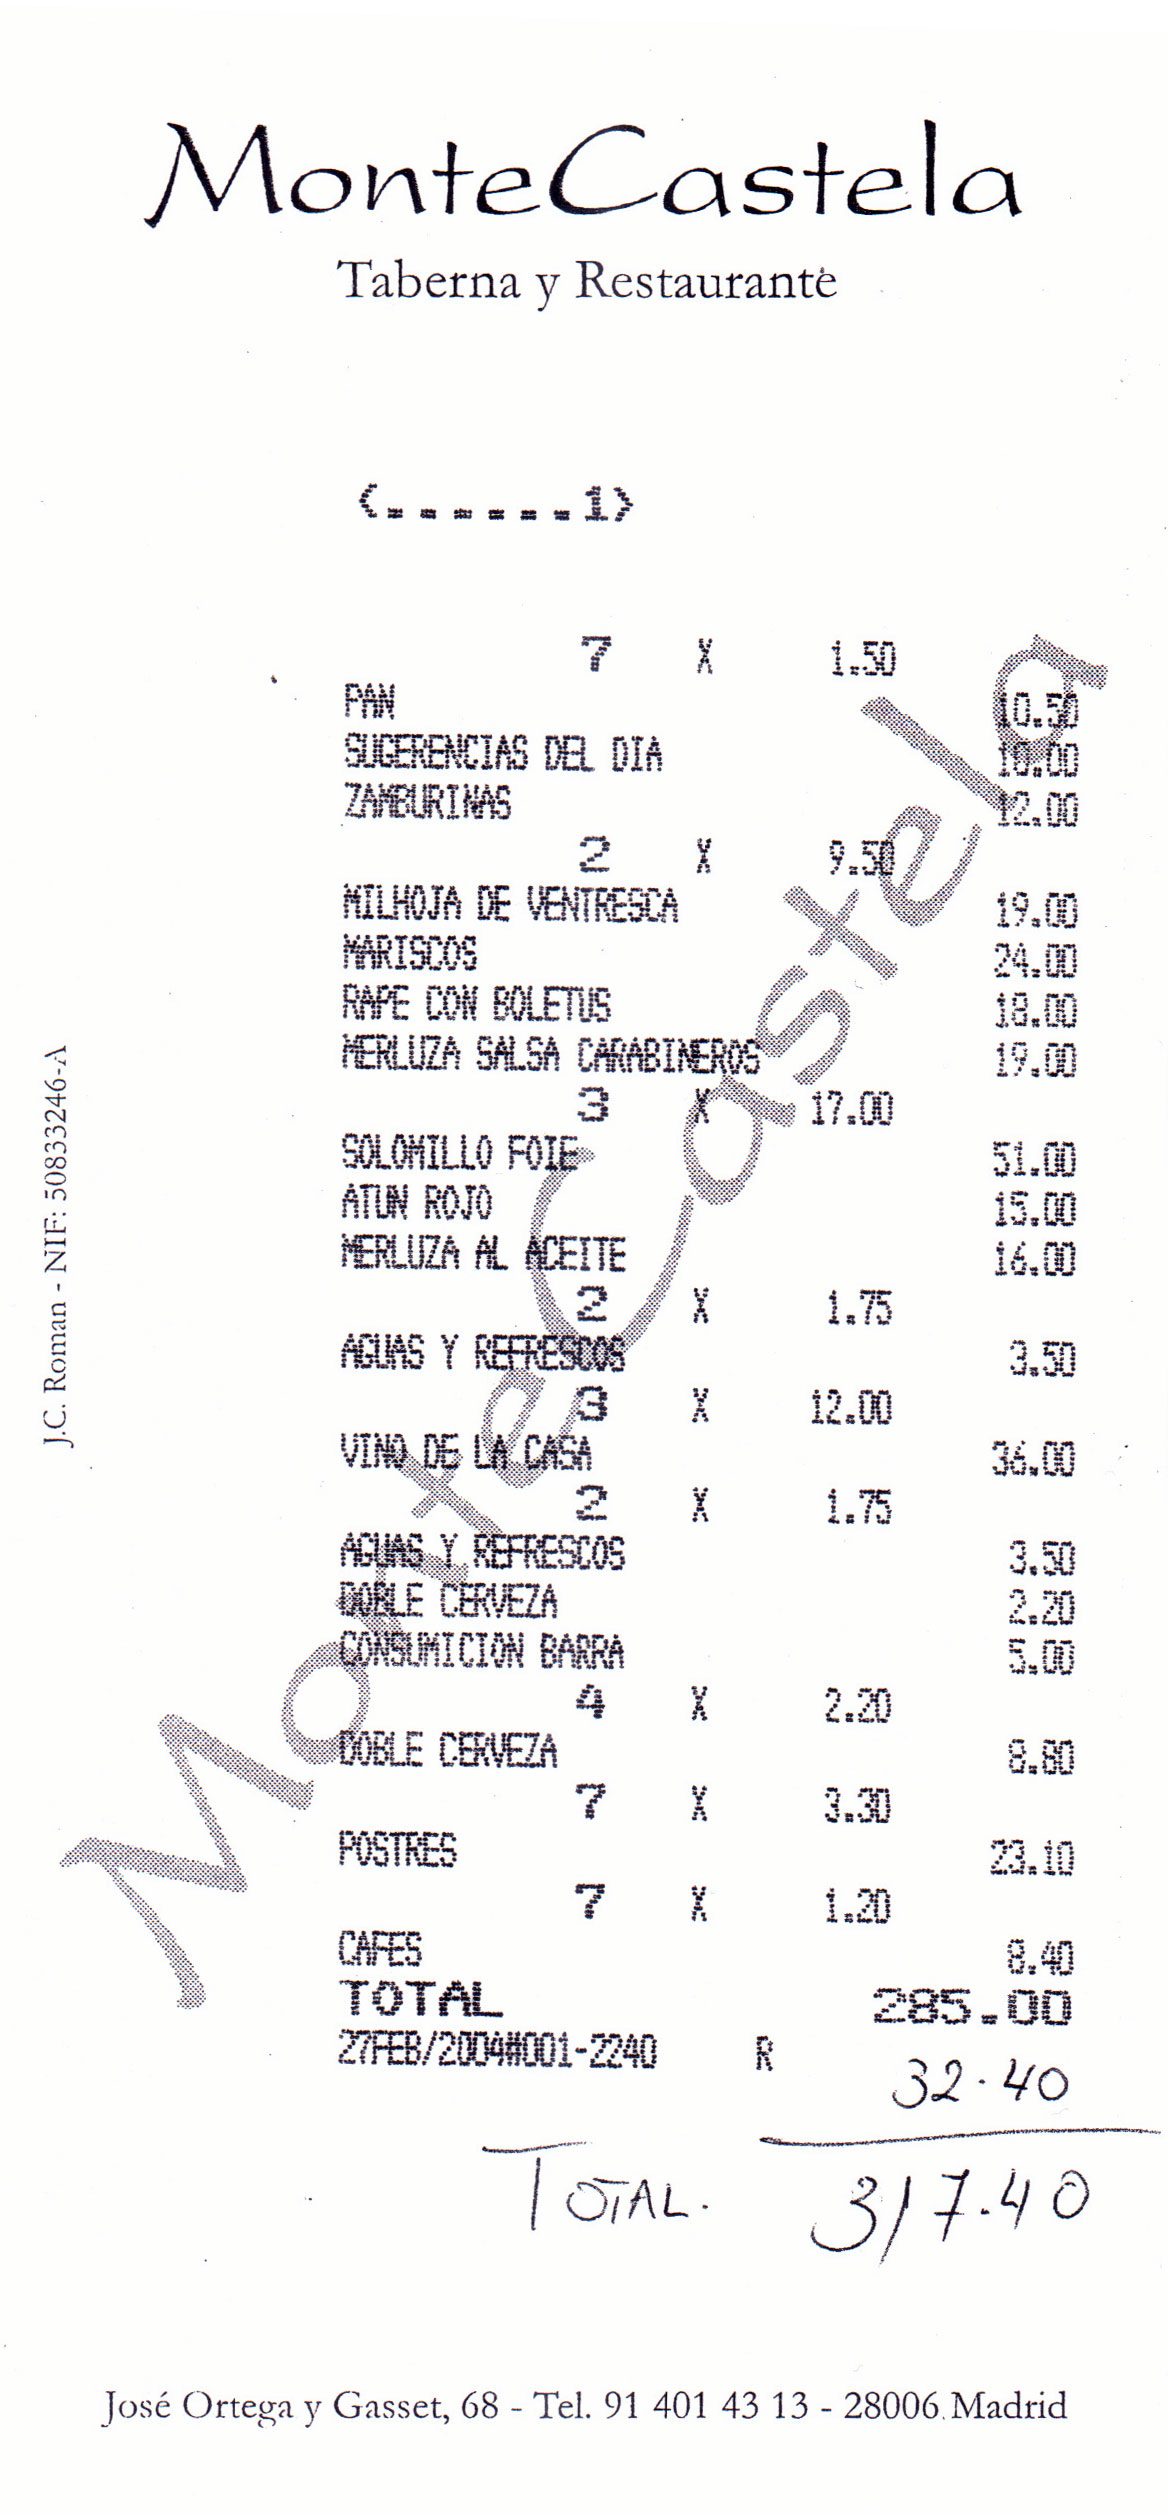 MonteCastela
Taberna y Restaurante
<......1>
7 X 1.50
PAN 10.50
SUGERENCIAS DEL DIA 10.00
ZAMBURINAS 12.00
2 X 9.50
MILHOJA DE VENTRESCA 19.00
MARISCOS 24.00
RAPE CON BOLETUS 18.00
MERLUZA SALSA CARABINEROS 19.00
3 X 17.00
SOLOMILLO FOIE 51.00
ATUN ROJO 15.00
MERLUZA AL ACEITE 16.00
2 X 1.75
AGUAS Y REFRESCOS 3.50
3 X 12.00
VINO DE LA CASA 36.00
2 X 1.75
AGUAS Y REFRESCOS 3.50
DOBLE CERVEZA 2.20
CONSUMICION BARRA 5.00
4 X 2.20
DOBLE CERVEZA 8.80
7 X 3.30
POSTRES 23.10
7 X 1.20
CAFES 8.40
TOTAL 285.00
27FEB/2004#001-2240 R
32.40
TOTAL. 317.40
José Ortega y Gasset, 68 - Tel. 91 401 43 13 - 28006 Madrid
J.C. Roman - NIF: 50833246-A
MonteCastela